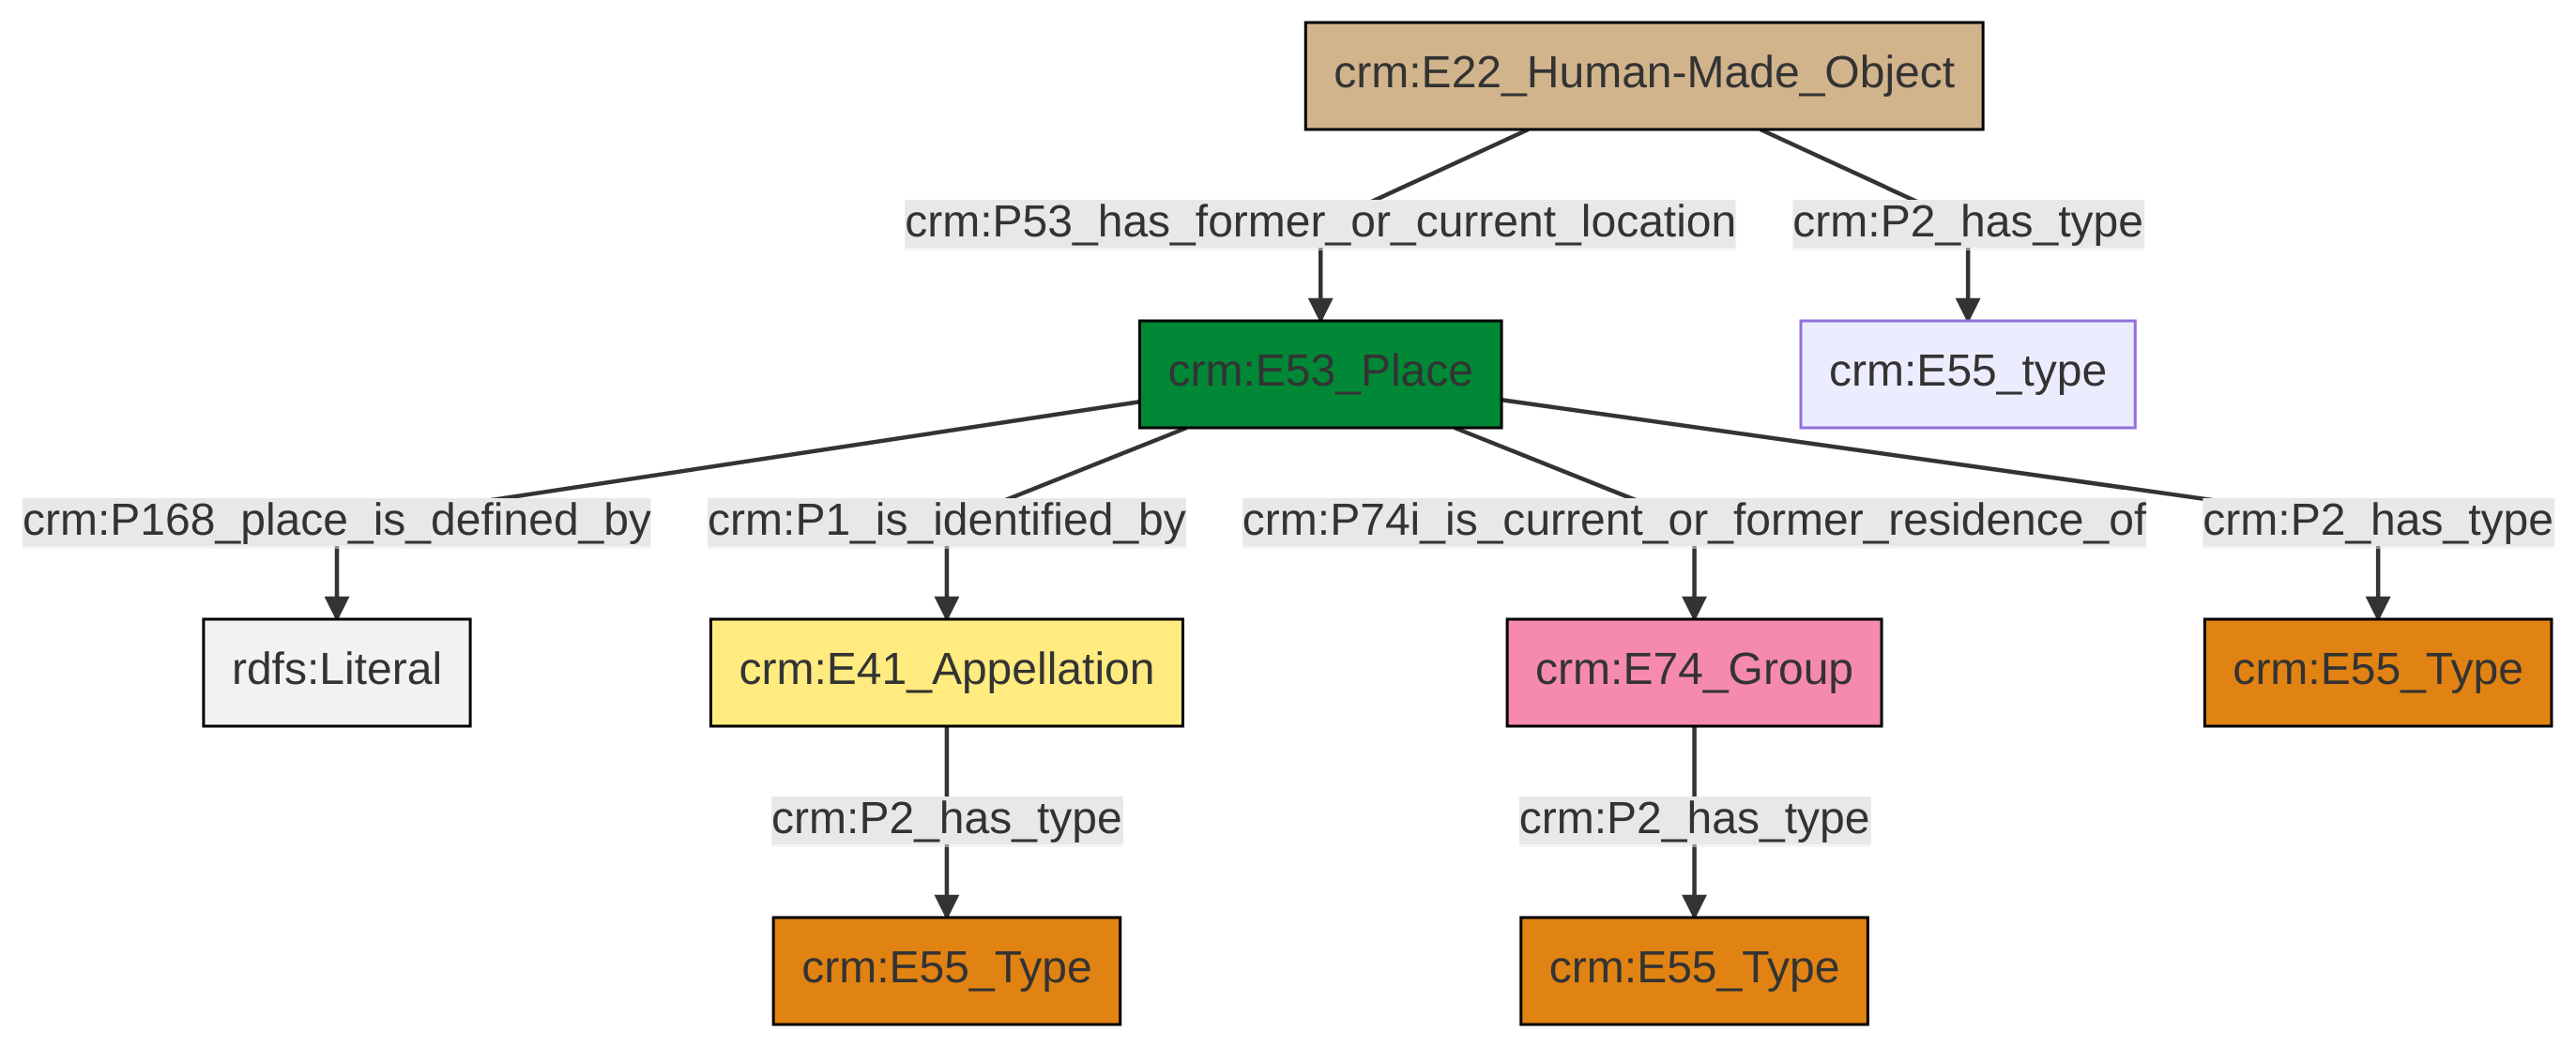 crm:E22_Human-Made_Object
crm:P53_has_former_or_current_location
crm:P2_has_type
crm:E53_Place
crm:E55_type
crm:P168_place_is_defined_by
crm:P1_is_identified_by
crm:P74i_is_current_or_former_residence_of
crm:P2_has_type
rdfs:Literal
crm:E41_Appellation
crm:E74_Group
crm:E55_Type
crm:P2_has_type
crm:P2_has_type
crm:E55_Type
crm:E55_Type